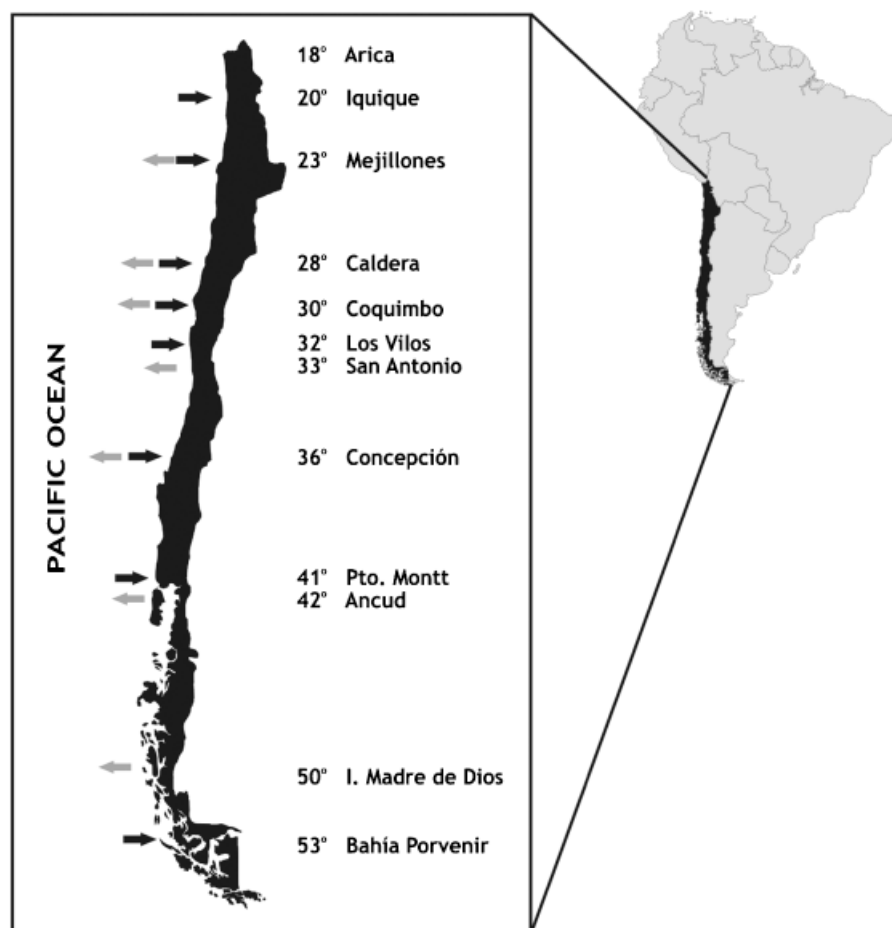 18° Arica
20° Iquique
23° Mejillones
28° Caldera
30° Coquimbo
32° Los Vilos
33° San Antonio
36° Concepción
41° Pto. Montt
42° Ancud
50° I. Madre de Dios
53° Bahía Porvenir
PACIFIC OCEAN